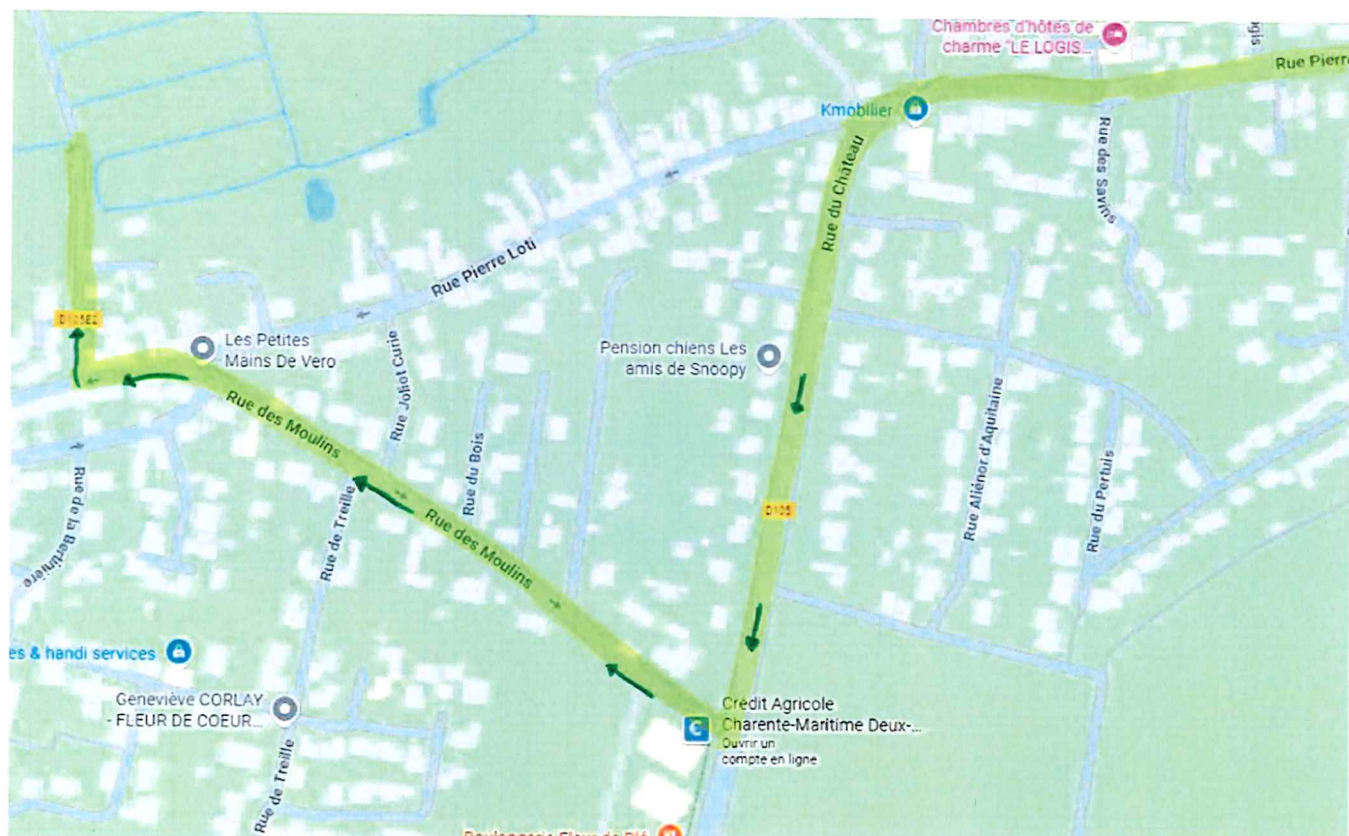 Chambres d'hôtes de
charme "LE LOGIS...
Rue Pierre
Kmobilier
Rue des Savins
Rue du Château
Rue Pierre Loti
D105E2
Les Petites
Mains De Vero
Rue Joliot Curie
Pension chiens Les
amis de Snoopy
Rue des Moulins
Rue du Bois
Rue Aliénor d'Aquitaine
Rue du Pertuis
D105
Rue de la Bertinière
Rue de Treille
Rue des Moulins
es & handi services
Geneviève CORLAY
- FLEUR DE COEUR...
Rue de Treille
€
Crédit Agricole
Charente-Maritime Deux-...
Ouvrir un
compte en ligne